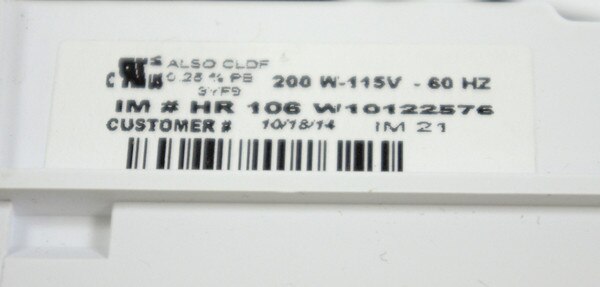 ALSO CLDF
0.25 % PB 200 W-115V - 60 HZ
IM # HR 106 W10122576
CUSTOMER # 10/18/14 IM 21